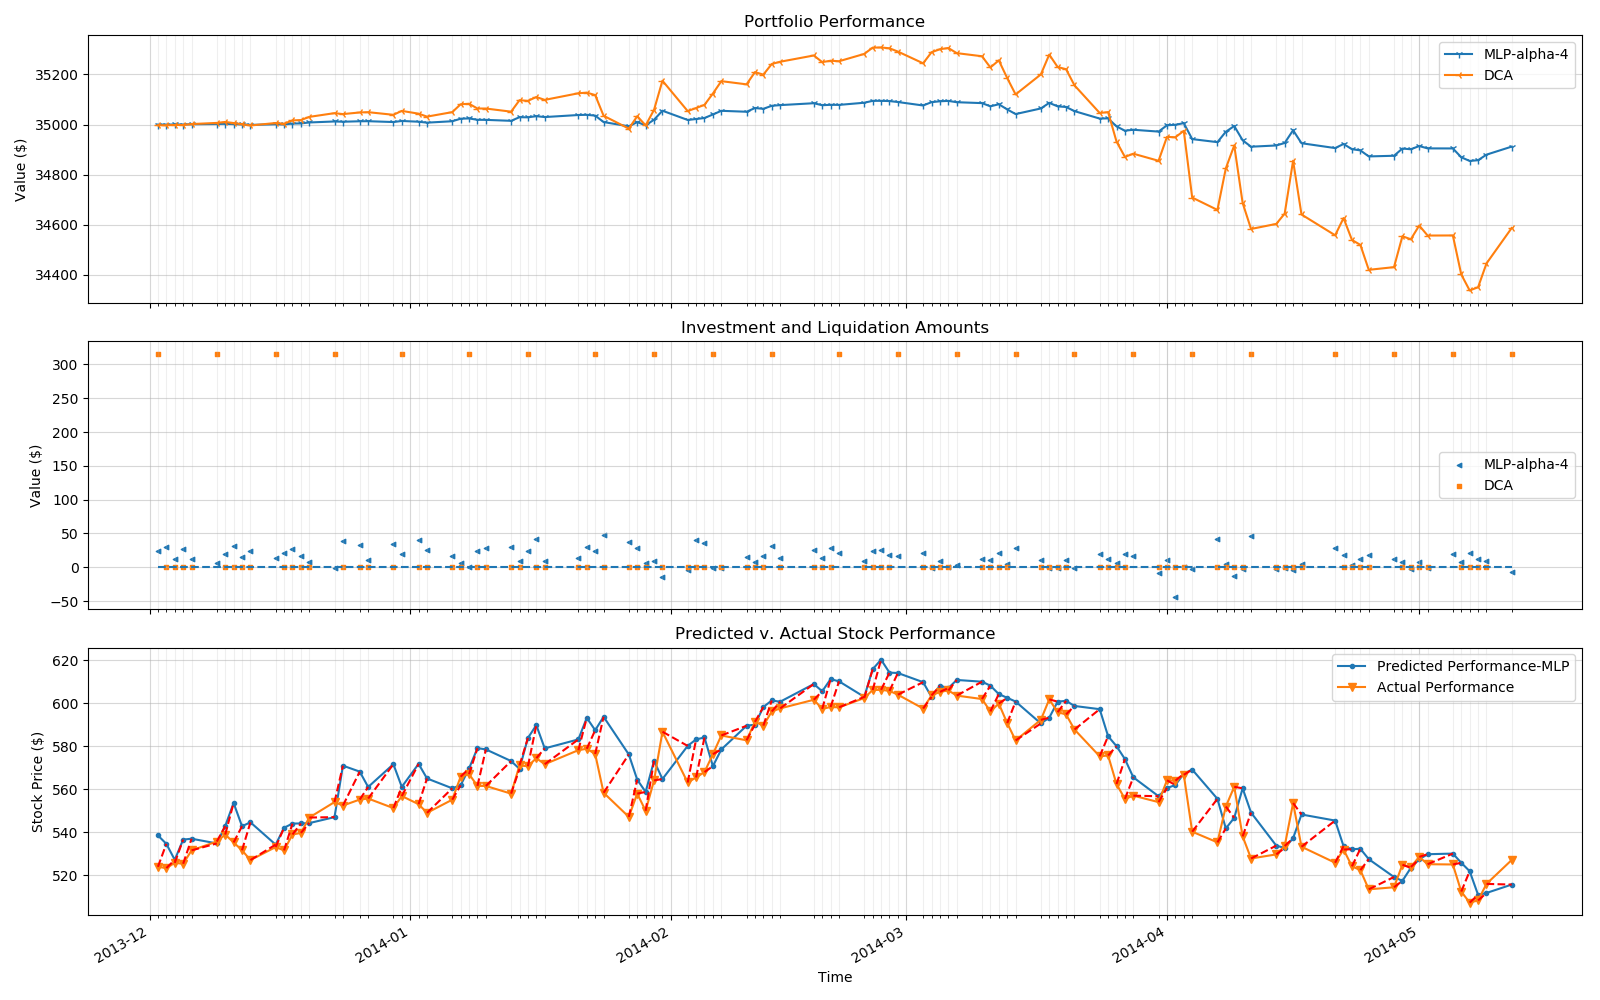 Portfolio Performance
35200
35000
34800
34600
34400
Value ($)
MLP-alpha-4
DCA
Investment and Liquidation Amounts
300
250
200
150
100
50
0
−50
Value ($)
MLP-alpha-4
DCA
Predicted v. Actual Stock Performance
620
600
580
560
540
520
Stock Price ($)
Predicted Performance-MLP
Actual Performance
2013-12
2014-01
2014-02
2014-03
2014-04
2014-05
Time